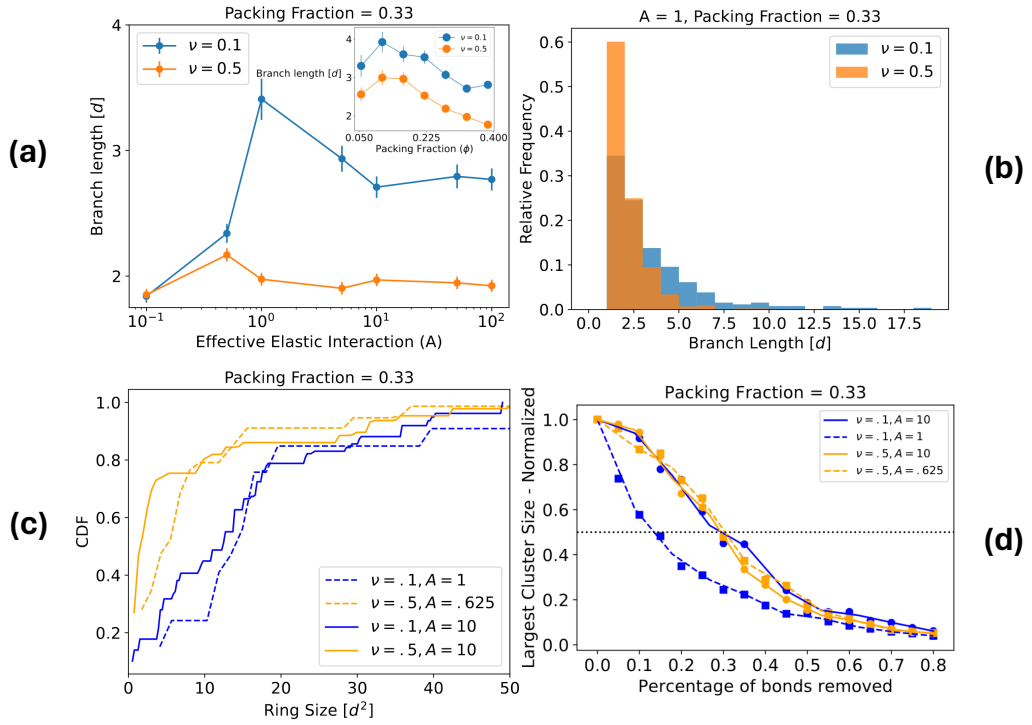 (a)
Packing Fraction = 0.33
4
3
2
Branch length [d]
ν = 0.1
ν = 0.5
10⁻¹ 10⁰ 10¹ 10²
Effective Elastic Interaction (A)
4
3
2
Branch length [d]
ν = 0.1
ν = 0.5
0.050 0.225 0.400
Packing Fraction (ϕ)
(b)
A = 1, Packing Fraction = 0.33
0.6
0.5
0.4
0.3
0.2
0.1
0.0
Relative Frequency
ν = 0.1
ν = 0.5
0.0 2.5 5.0 7.5 10.0 12.5 15.0 17.5
Branch Length [d]
(c)
Packing Fraction = 0.33
1.0
0.8
0.6
0.4
0.2
CDF
ν = .1, A = 1
ν = .5, A = .625
ν = .1, A = 10
ν = .5, A = 10
0 10 20 30 40 50
Ring Size [d²]
(d)
Packing Fraction = 0.33
1.0
0.8
0.6
0.4
0.2
0.0
Largest Cluster Size - Normalized
ν = .1, A = 10
ν = .1, A = 1
ν = .5, A = 10
ν = .5, A = .625
0.0 0.1 0.2 0.3 0.4 0.5 0.6 0.7 0.8
Percentage of bonds removed